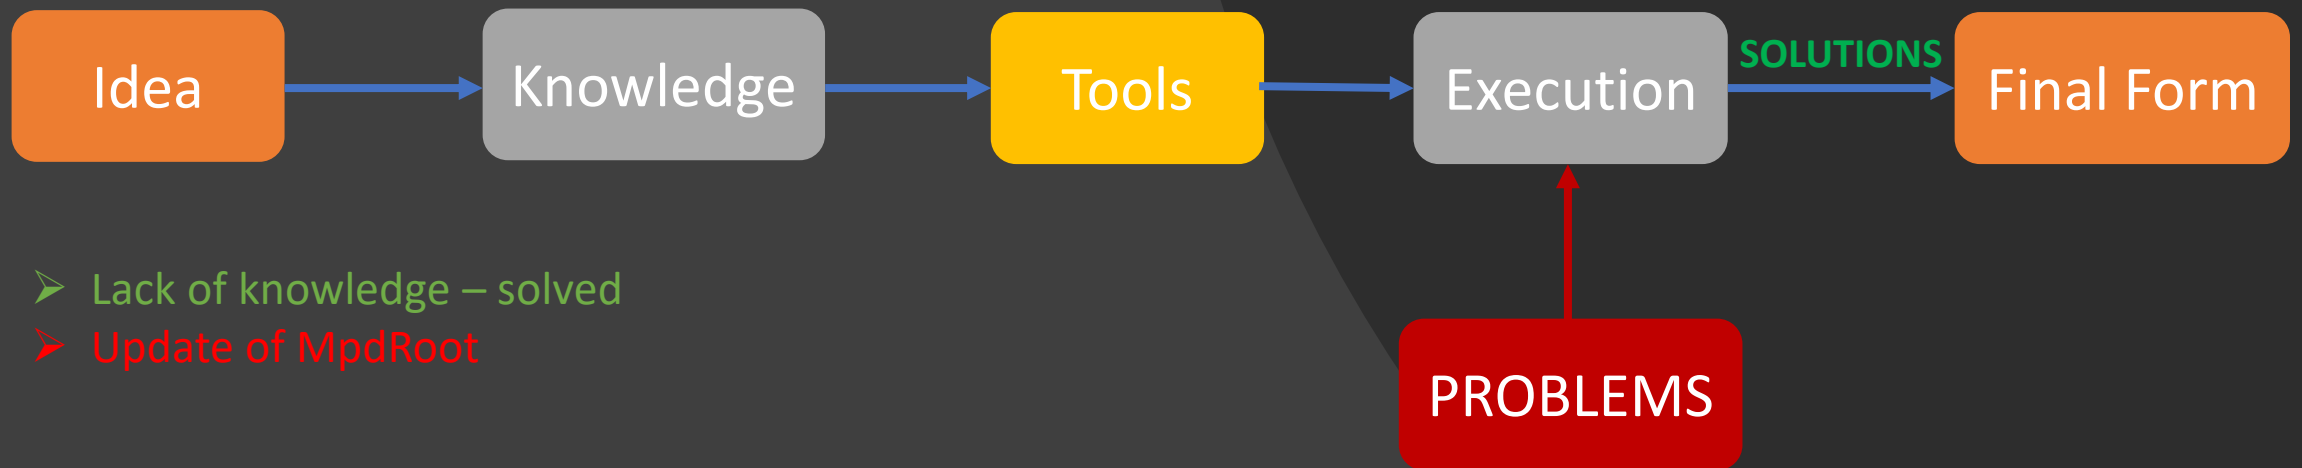 Idea
Knowledge
Tools
Execution
SOLUTIONS
Final Form
Lack of knowledge – solved
Update of MpdRoot
PROBLEMS